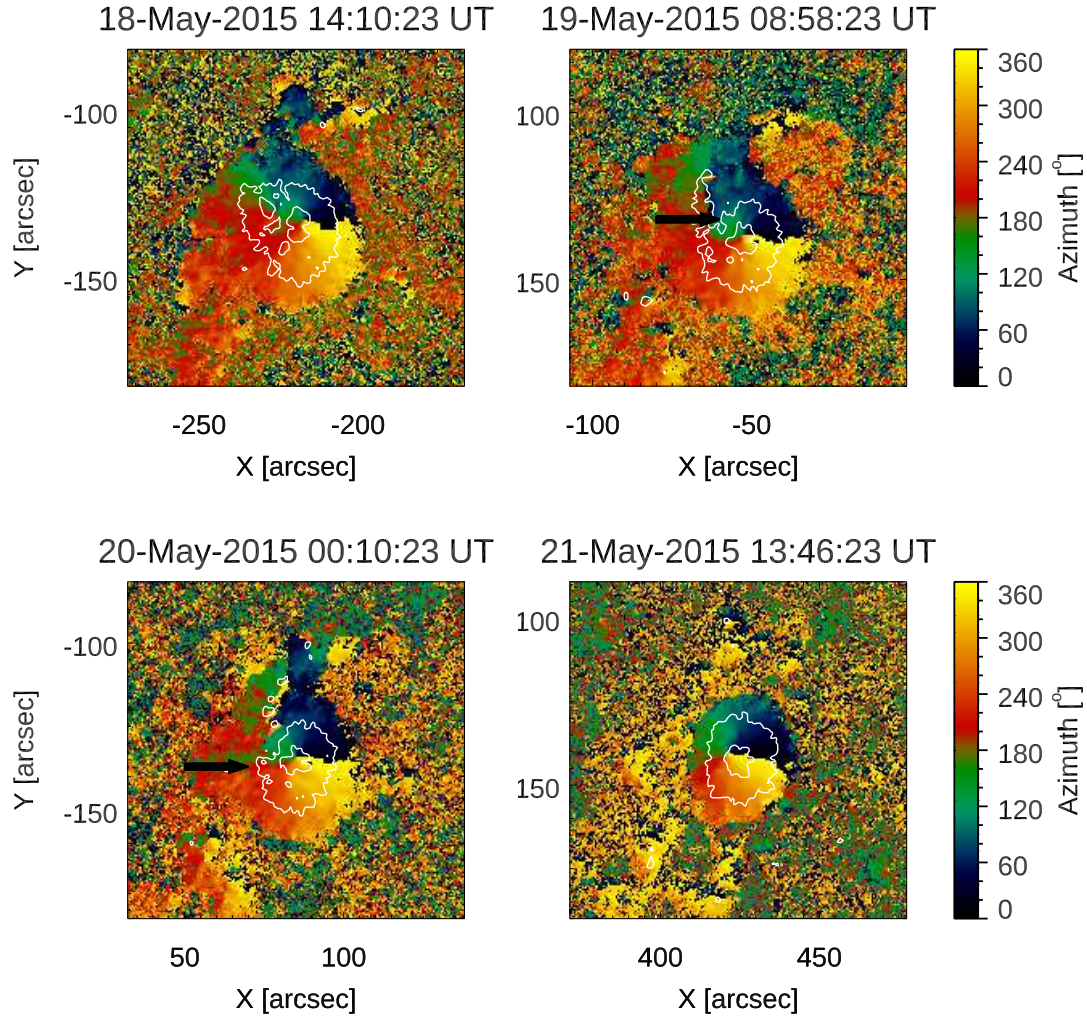 18-May-2015 14:10:23 UT
19-May-2015 08:58:23 UT
-100
-150
Y [arcsec]
-250
-200
X [arcsec]
100
150
-100
-50
X [arcsec]
360
300
240
180
120
60
0
Azimuth [°]
20-May-2015 00:10:23 UT
21-May-2015 13:46:23 UT
-100
-150
Y [arcsec]
50
100
X [arcsec]
100
150
400
450
X [arcsec]
360
300
240
180
120
60
0
Azimuth [°]